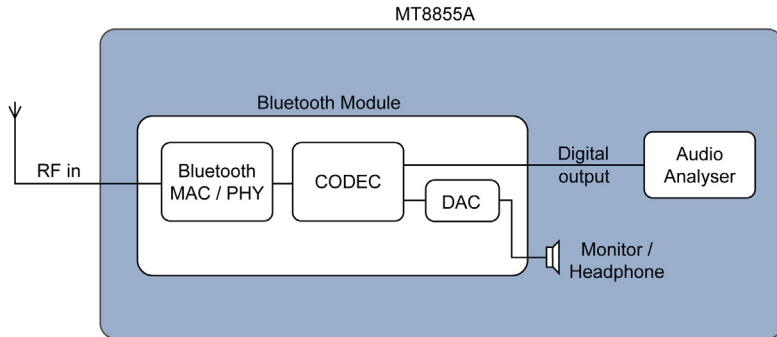 MT8855A
Bluetooth Module
RF in
Bluetooth
MAC / PHY
CODEC
DAC
Digital
output
Audio
Analyser
Monitor /
Headphone